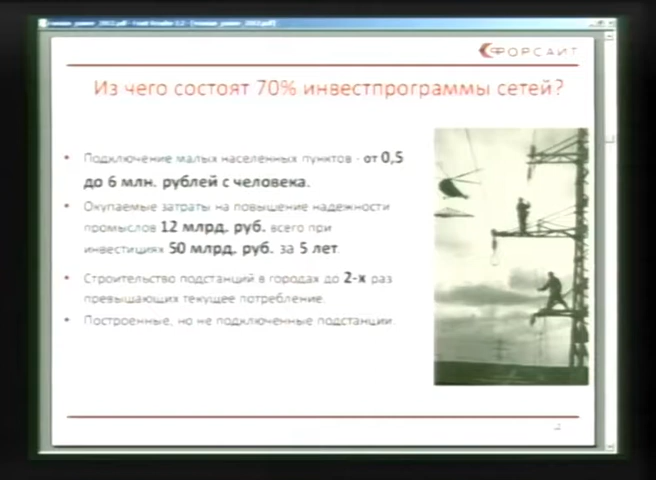 ФОРСАЙТ
Из чего состоят 70% инвестпрограммы сетей?
• Подключение малых населенных пунктов - от 0,5
до 6 млн. рублей с человека.
• Окупаемые затраты на повышение надежности
промыслов 12 млрд. руб. всего при
инвестициях 50 млрд. руб. за 5 лет.
• Строительство подстанций в городах до 2-х раз
превышающих текущее потребление.
• Построенные, но не подключенные подстанции.